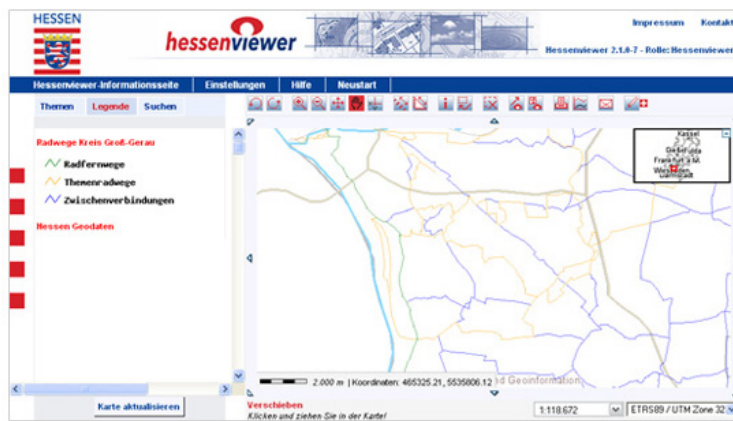 HESSEN
hessenviewer
Impressum Kontakt
Hessenviewer 2.1.0-7 - Rolle: Hessenviewer
Hessenviewer-Informationsseite Einstellungen Hilfe Neustart
Themen Legende Suchen
Radwege Kreis Groß-Gerau
Radfernwege
Themenradwege
Zwischenverbindungen
Hessen Geodaten
Kassel
Frankfurt a.M.
Wiesbaden
Darmstadt
2.000 m | Koordinaten: 465325.21, 5535806.12 nd Geoinformation
Karte aktualisieren
Verschieben
Klicken und ziehen Sie in der Karte!
1:118.672
ETRS89 / UTM Zone 32